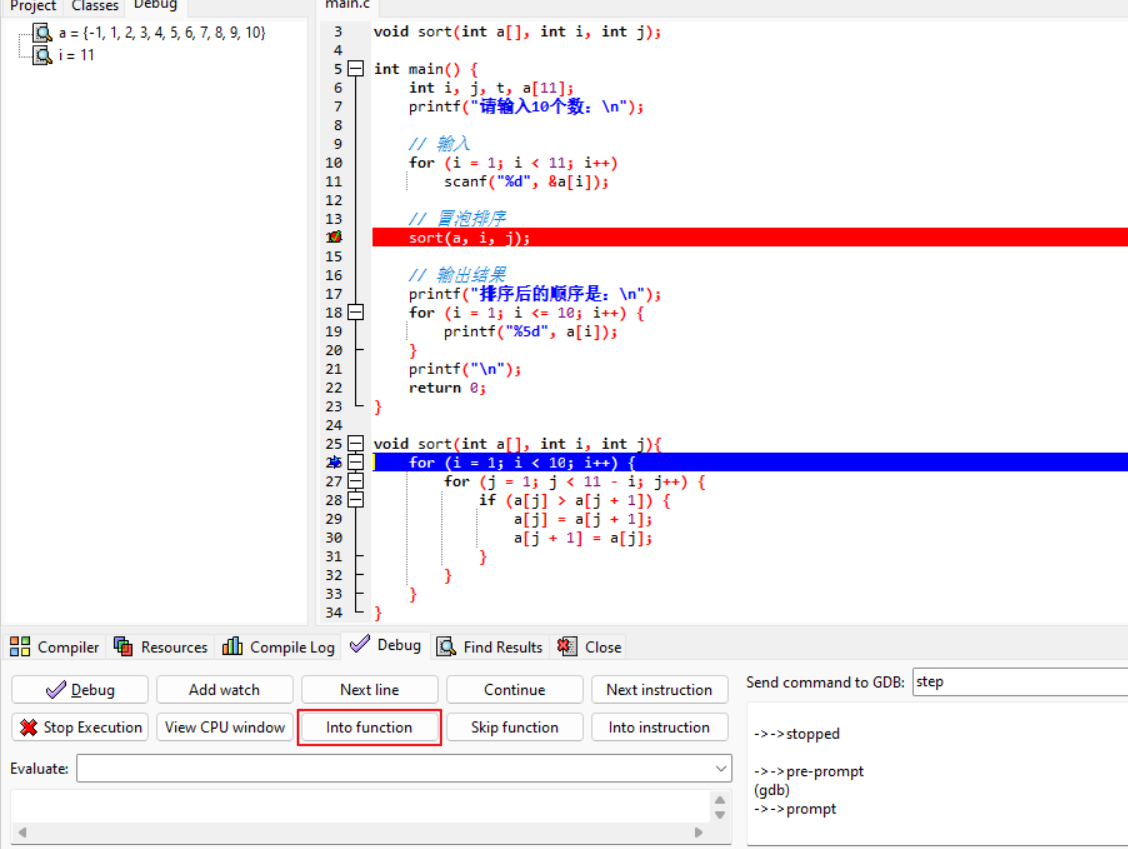 Project Classes Debug
a = {-1, 1, 2, 3, 4, 5, 6, 7, 8, 9, 10}
i = 11
main.c
3 void sort(int a[], int i, int j);
4
5 int main() {
6 int i, j, t, a[11];
7 printf("请输入10个数：\n");
8
9 // 输入
10 for (i = 1; i < 11; i++)
11 scanf("%d", &a[i]);
12
13 // 冒泡排序
sort(a, i, j);
15
16 // 输出结果
17 printf("排序后的顺序是：\n");
18 for (i = 1; i <= 10; i++) {
19 printf("%5d", a[i]);
20 }
21 printf("\n");
22 return 0;
23 }
24
25 void sort(int a[], int i, int j){
for (i = 1; i < 10; i++) {
27 for (j = 1; j < 11 - i; j++) {
28 if (a[j] > a[j + 1]) {
29 a[j] = a[j + 1];
30 a[j + 1] = a[j];
31 }
32 }
33 }
34 }
Compiler Resources Compile Log Debug Find Results Close
Debug Add watch Next line Continue Next instruction
Stop Execution View CPU window Into function Skip function Into instruction
Evaluate:
Send command to GDB: step
->->stopped
->->pre-prompt
(gdb)
->->prompt